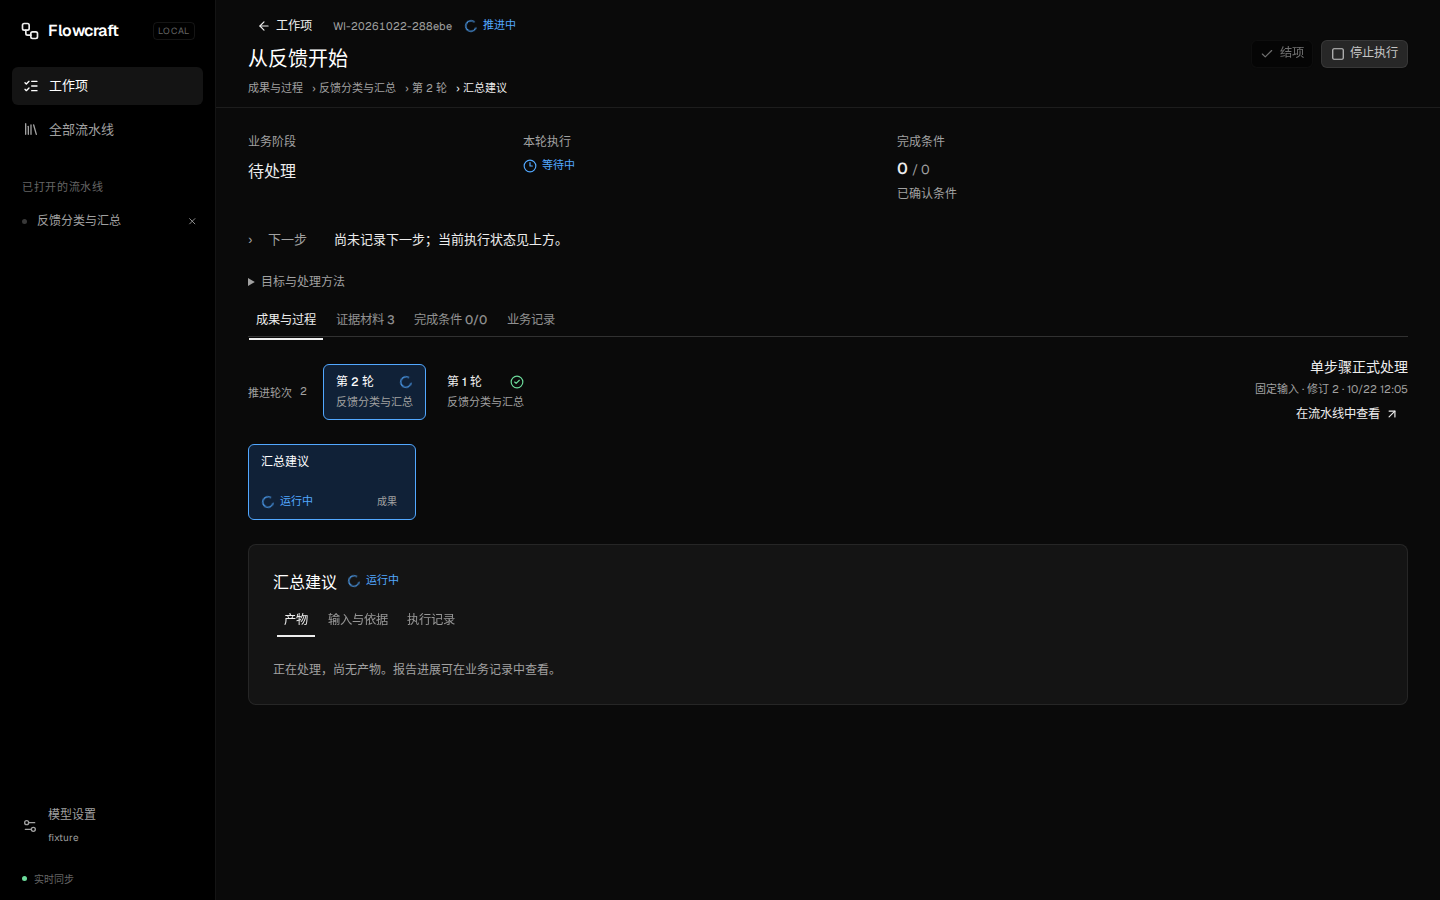 Flowcraft
LOCAL
工作项
全部流水线
已打开的流水线
反馈分类与汇总
模型设置
fixture
实时同步
工作项 WI-20261022-288ebe 推进中
从反馈开始
结项 停止执行
成果与过程 › 反馈分类与汇总 › 第 2 轮 › 汇总建议
业务阶段
待处理
本轮执行
等待中
完成条件
0 / 0
已确认条件
› 下一步 尚未记录下一步；当前执行状态见上方。
目标与处理方法
成果与过程 证据材料 3 完成条件 0/0 业务记录
推进轮次 2
第 2 轮
反馈分类与汇总
第 1 轮
反馈分类与汇总
单步骤正式处理
固定输入 · 修订 2 · 10/22 12:05
在流水线中查看
汇总建议
运行中 成果
汇总建议 运行中
产物 输入与依据 执行记录
正在处理，尚无产物。报告进展可在业务记录中查看。